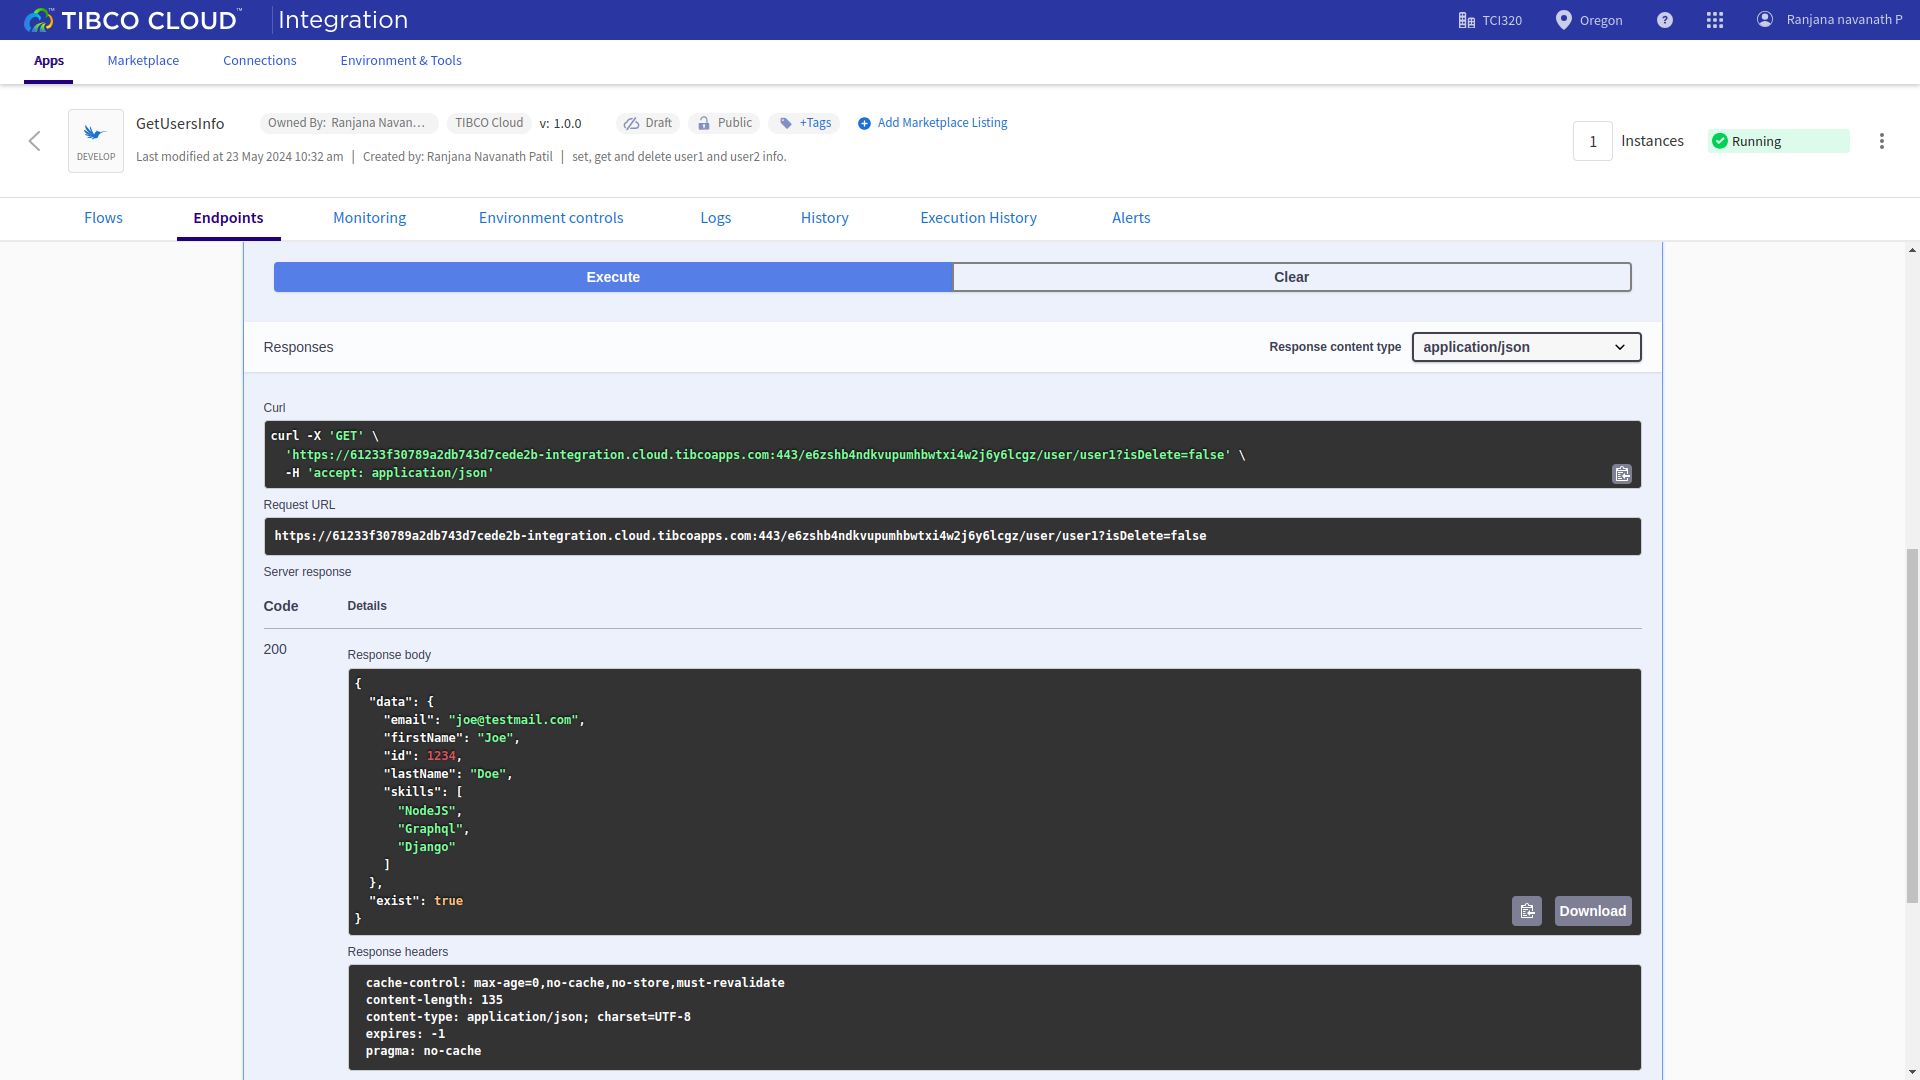 TIBCO CLOUD™ Integration TCI320 Oregon ? Ranjana navanath P
Apps Marketplace Connections Environment & Tools
GetUsersInfo Owned By: Ranjana Navan... TIBCO Cloud v: 1.0.0 Draft Public +Tags Add Marketplace Listing
DEVELOP
Last modified at 23 May 2024 10:32 am | Created by: Ranjana Navanath Patil | set, get and delete user1 and user2 info.
1 Instances Running
Flows Endpoints Monitoring Environment controls Logs History Execution History Alerts
Execute Clear
Responses Response content type application/json
Curl
curl -X 'GET' \
'https://61233f30789a2db743d7cede2b-integration.cloud.tibcoapps.com:443/e6zshb4ndkvupumhbwtxi4w2j6y6lcgz/user/user1?isDelete=false' \
-H 'accept: application/json'
Request URL
https://61233f30789a2db743d7cede2b-integration.cloud.tibcoapps.com:443/e6zshb4ndkvupumhbwtxi4w2j6y6lcgz/user/user1?isDelete=false
Server response
Code Details
200
Response body
{
"data": {
"email": "joe@testmail.com",
"firstName": "Joe",
"id": 1234,
"lastName": "Doe",
"skills": [
"NodeJS",
"Graphql",
"Django"
]
},
"exist": true
}
Download
Response headers
cache-control: max-age=0,no-cache,no-store,must-revalidate
content-length: 135
content-type: application/json; charset=UTF-8
expires: -1
pragma: no-cache